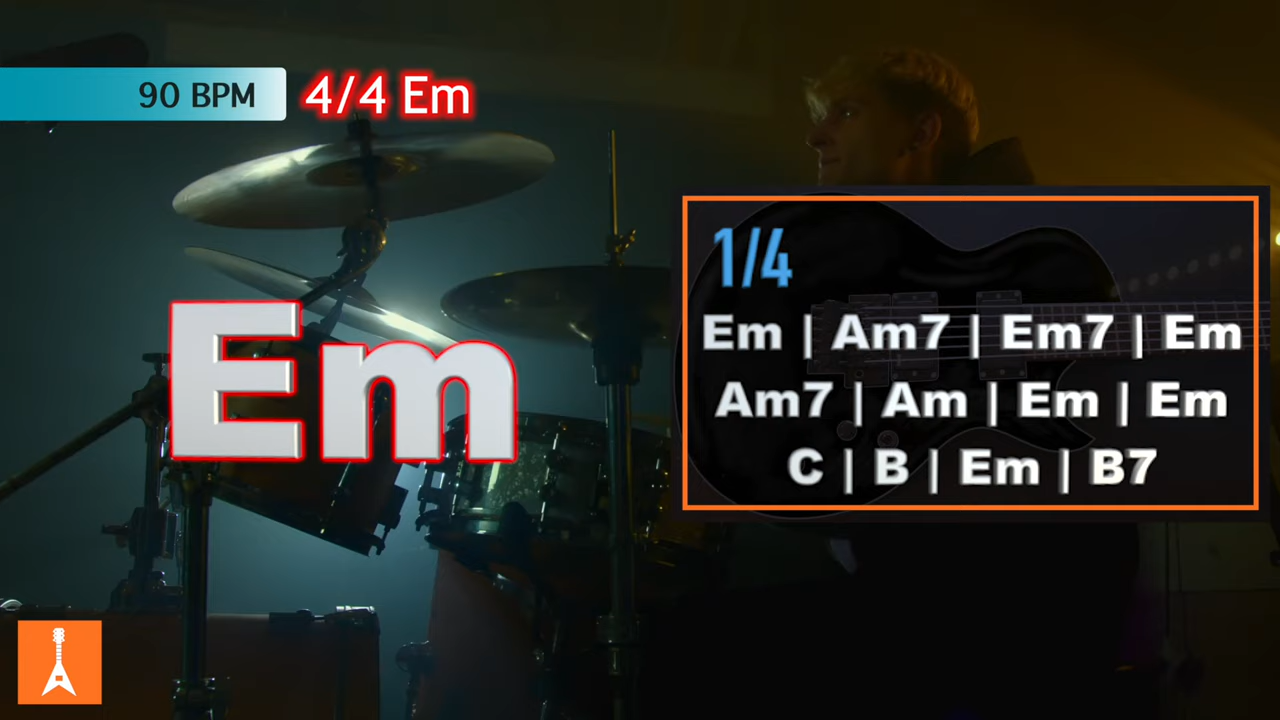 90 BPM 4/4 Em
Em
1/4
Em | Am7 | Em7 | Em
Am7 | Am | Em | Em
C | B | Em | B7